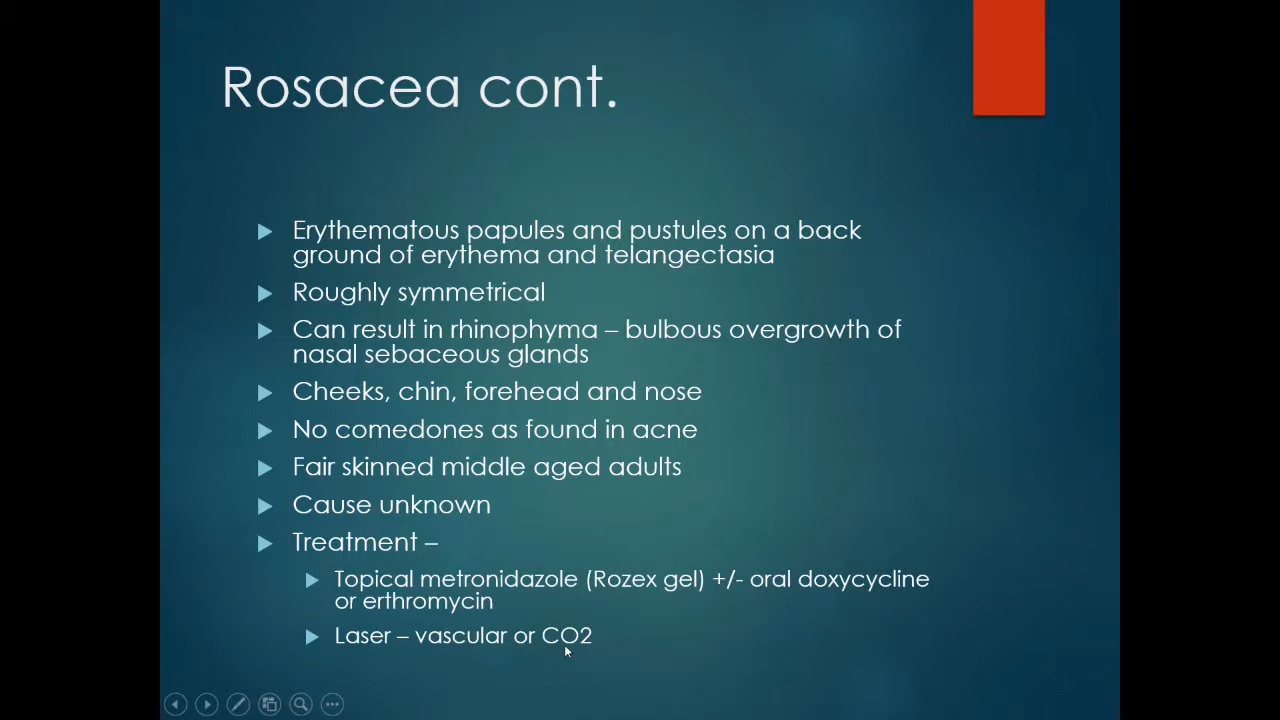 Rosacea cont.
Erythematous papules and pustules on a back
ground of erythema and telangectasia
Roughly symmetrical
Can result in rhinophyma – bulbous overgrowth of
nasal sebaceous glands
Cheeks, chin, forehead and nose
No comedones as found in acne
Fair skinned middle aged adults
Cause unknown
Treatment –
Topical metronidazole (Rozex gel) +/- oral doxycycline
or erthromycin
Laser – vascular or CO2